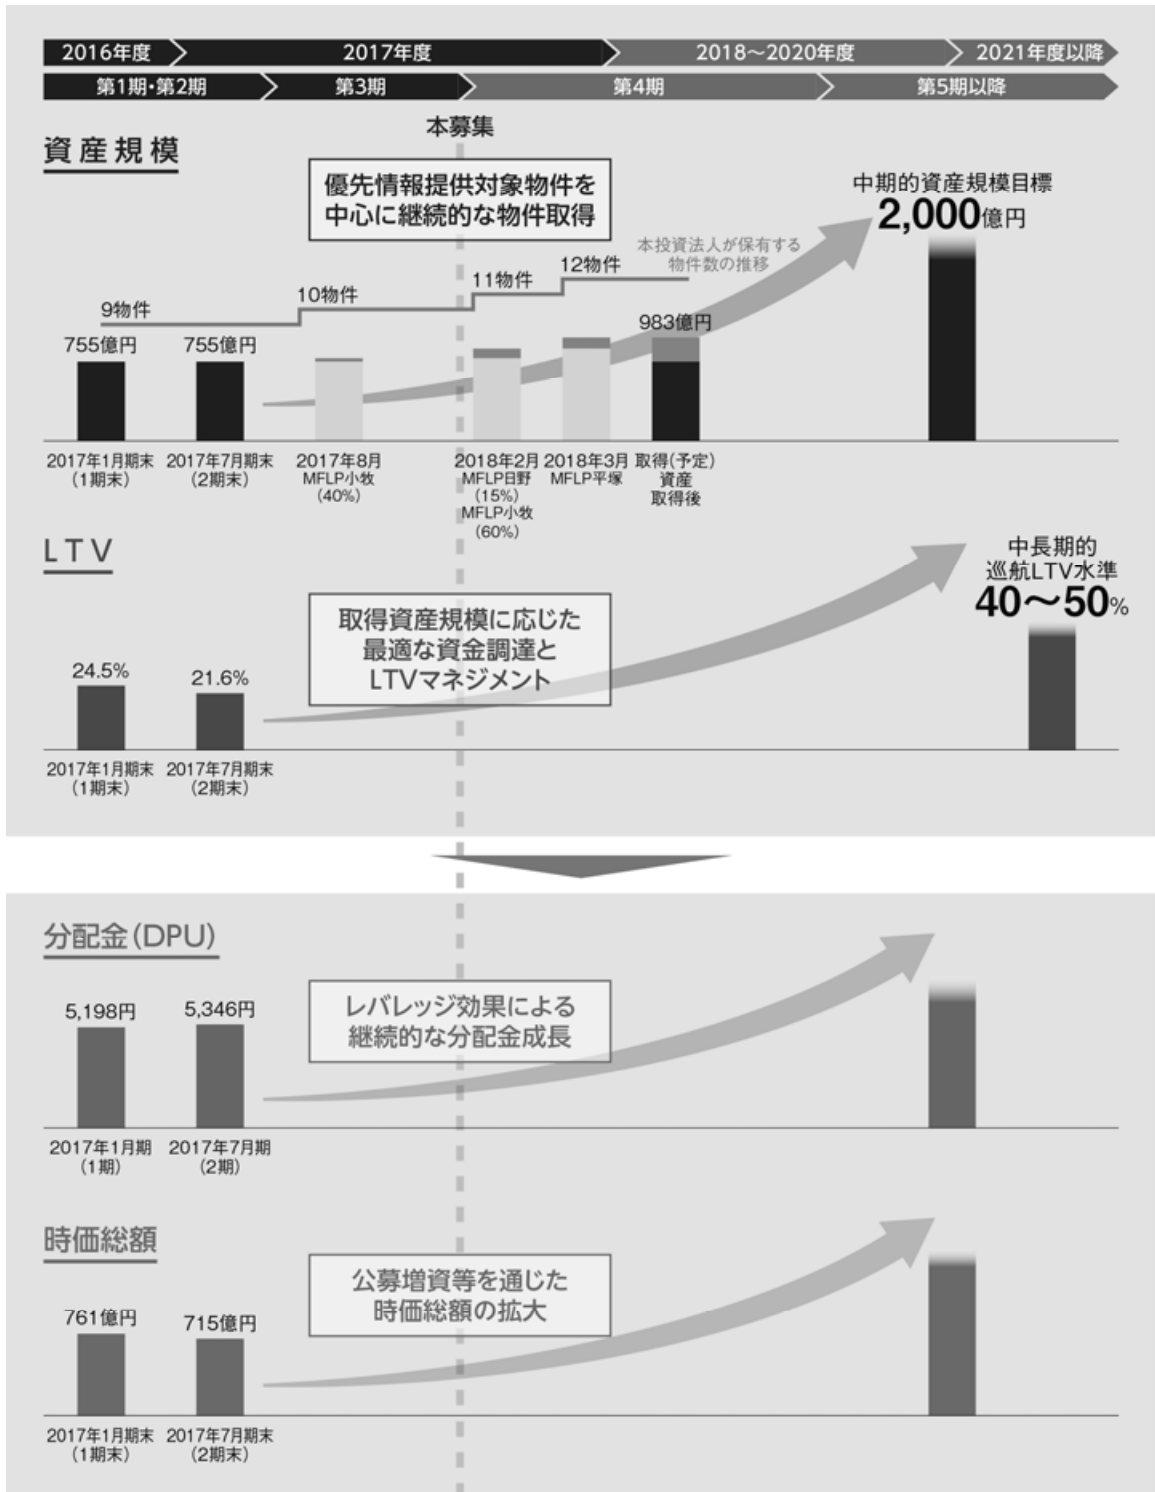 2016年度
2017年度
2018〜2020年度
2021年度以降
第1期・第2期
第3期
第4期
第5期以降
本募集
資産規模
優先情報提供対象物件を
中心に継続的な物件取得
中期的資産規模目標
2,000億円
本投資法人が保有する
物件数の推移
9物件
10物件
11物件
12物件
755億円
755億円
983億円
2017年1月期末
(1期末)
2017年7月期末
(2期末)
2017年8月
MFLP小牧
(40%)
2018年2月
MFLP日野
(15%)
MFLP小牧
(60%)
2018年3月
MFLP平塚
取得(予定)
資産
取得後
LTV
取得資産規模に応じた
最適な資金調達と
LTVマネジメント
中長期的
巡航LTV水準
40〜50%
24.5%
21.6%
2017年1月期末
(1期末)
2017年7月期末
(2期末)
分配金(DPU)
レバレッジ効果による
継続的な分配金成長
5,198円
5,346円
2017年1月期
(1期)
2017年7月期
(2期)
時価総額
公募増資等を通じた
時価総額の拡大
761億円
715億円
2017年1月期末
(1期末)
2017年7月期末
(2期末)